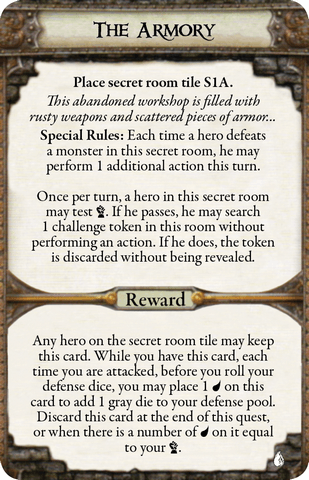 The Armory
Place secret room tile S1A.
This abandoned workshop is filled with
rusty weapons and scattered pieces of armor...
Special Rules: Each time a hero defeats
a monster in this secret room, he may
perform 1 additional action this turn.
Once per turn, a hero in this secret room
may test . If he passes, he may search
1 challenge token in this room without
performing an action. If he does, the token
is discarded without being revealed.
Reward
Any hero on the secret room tile may keep
this card. While you have this card, each
time you are attacked, before you roll your
defense dice, you may place 1 on this
card to add 1 gray die to your defense pool.
Discard this card at the end of this quest,
or when there is a number of on it equal
to your .